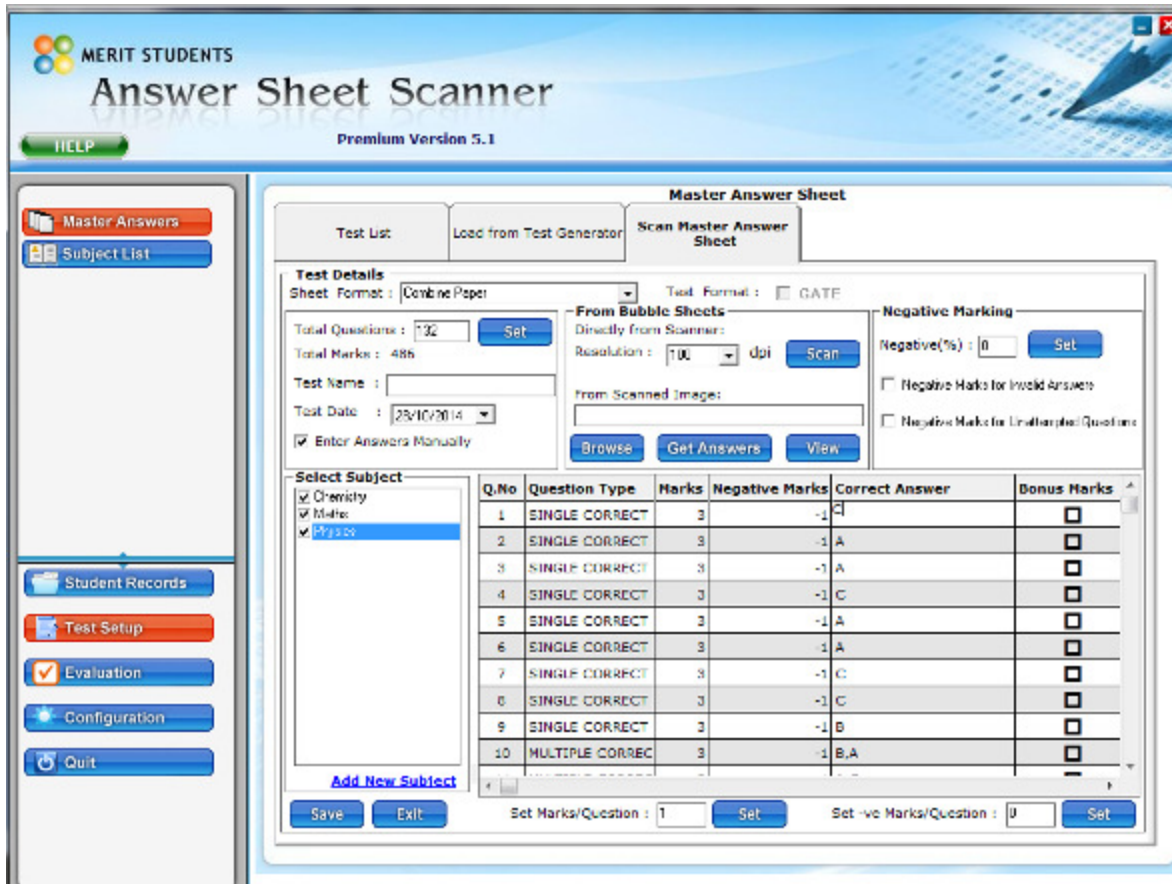 MERIT STUDENTS
Answer Sheet Scanner
Premium Version 5.1
HELP
Master Answers
Subject List
Student Records
Test Setup
Evaluation
Configuration
Quit
Master Answer Sheet
Test List
Load from Test Generator
Scan Master Answer Sheet
Test Details
Sheet Format : Combine Paper
Test Format : GATE
Total Questions : 132 Set
Total Marks : 486
Test Name :
Test Date : 28/10/2014
Enter Answers Manually
From Bubble Sheets
Directly from Scanner:
Resolution : 100 dpi Scan
From Scanned Image:
Browse Get Answers View
Negative Marking
Negative(%) : 0 Set
Negative Marks for Invalid Answers
Negative Marks for Unattempted Questions
Select Subject
Chemistry
Maths
Physics
Add New Subject
Q.No Question Type Marks Negative Marks Correct Answer Bonus Marks
1 SINGLE CORRECT 3 -1 C
2 SINGLE CORRECT 3 -1 A
3 SINGLE CORRECT 3 -1 A
4 SINGLE CORRECT 3 -1 C
5 SINGLE CORRECT 3 -1 A
6 SINGLE CORRECT 3 -1 A
7 SINGLE CORRECT 3 -1 C
8 SINGLE CORRECT 3 -1 C
9 SINGLE CORRECT 3 -1 B
10 MULTIPLE CORREC 3 -1 B,A
Save Exit Set Marks/Question : 1 Set Set -ve Marks/Question : 0 Set